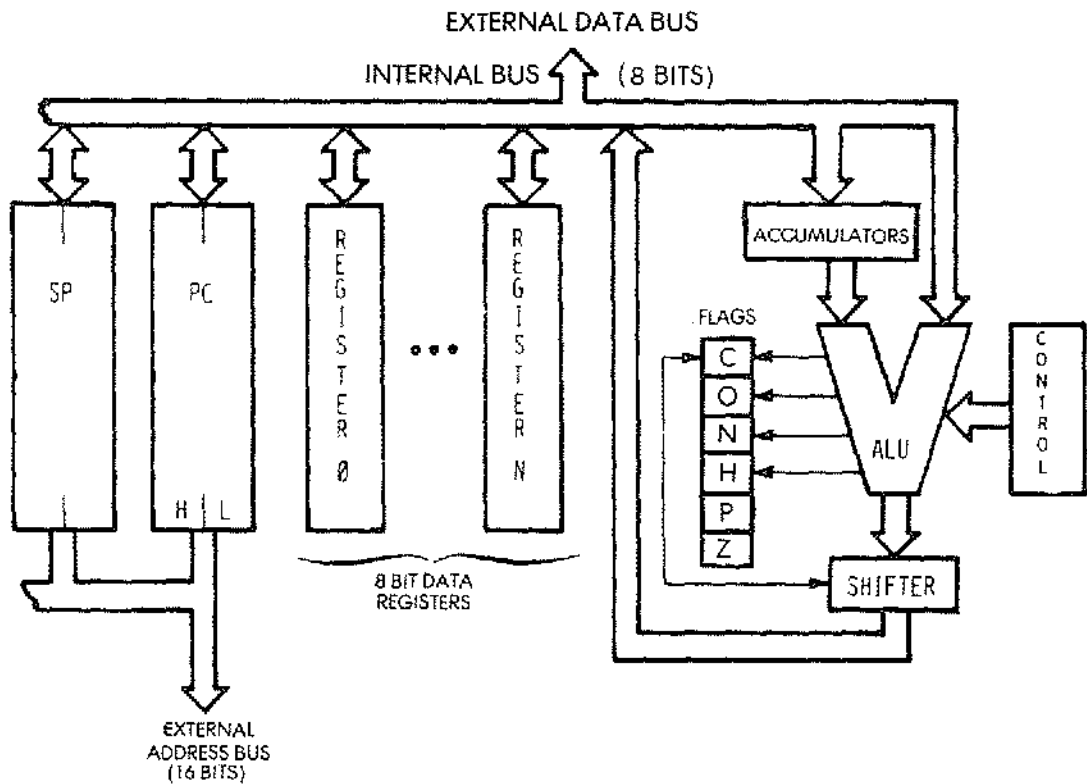 EXTERNAL DATA BUS
INTERNAL BUS (8 BITS)
SP
PC
H L
REGISTER Ø
REGISTER N
8 BIT DATA
REGISTERS
ACCUMULATORS
FLAGS
C
O
N
H
P
Z
ALU
CONTROL
SHIFTER
EXTERNAL
ADDRESS BUS
(16 BITS)